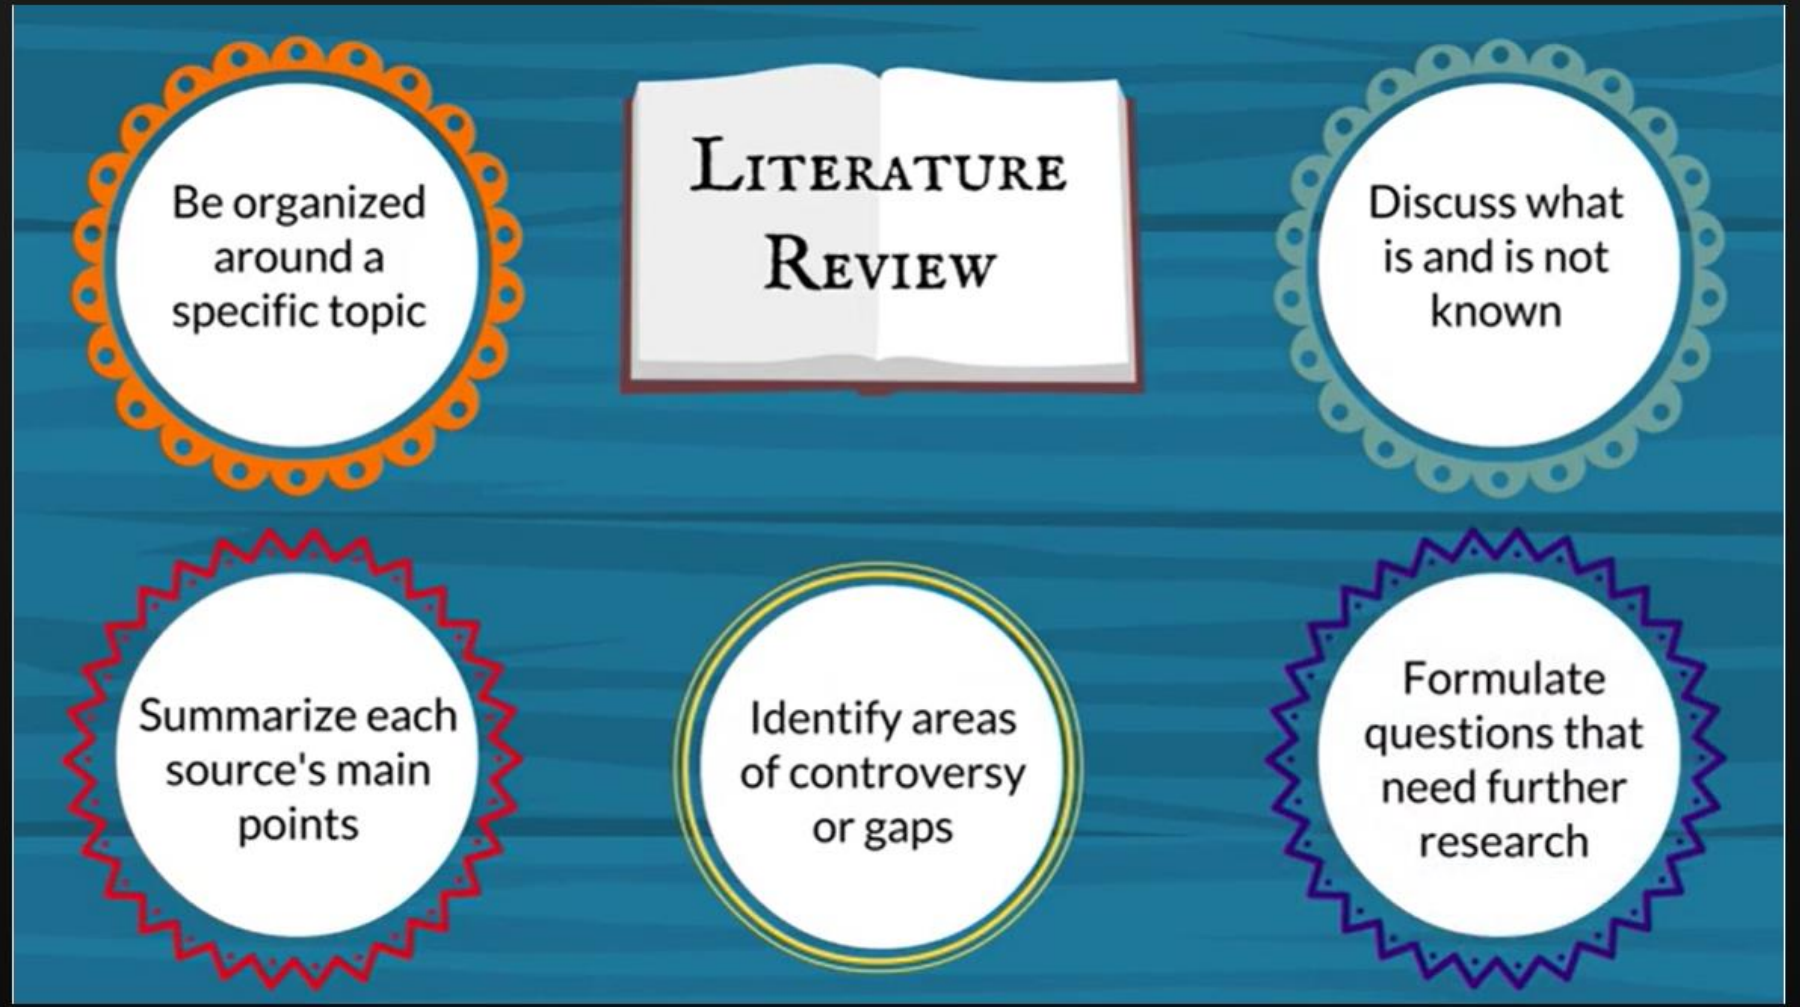 Be organized
around a
specific topic
LITERATURE
REVIEW
Discuss what
is and is not
known
Summarize each
source's main
points
Identify areas
of controversy
or gaps
Formulate
questions that
need further
research